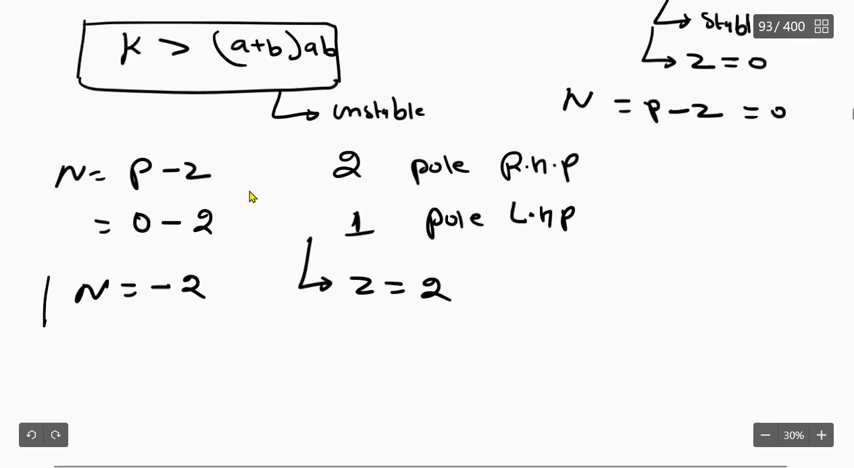 stabl
93 / 400
K > (a+b)ab
z = 0
unstable
N = P - z = 0
N = P - z
2 pole R.h.p
= 0 - 2
1 pole L.h.p
N = -2
z = 2
30%